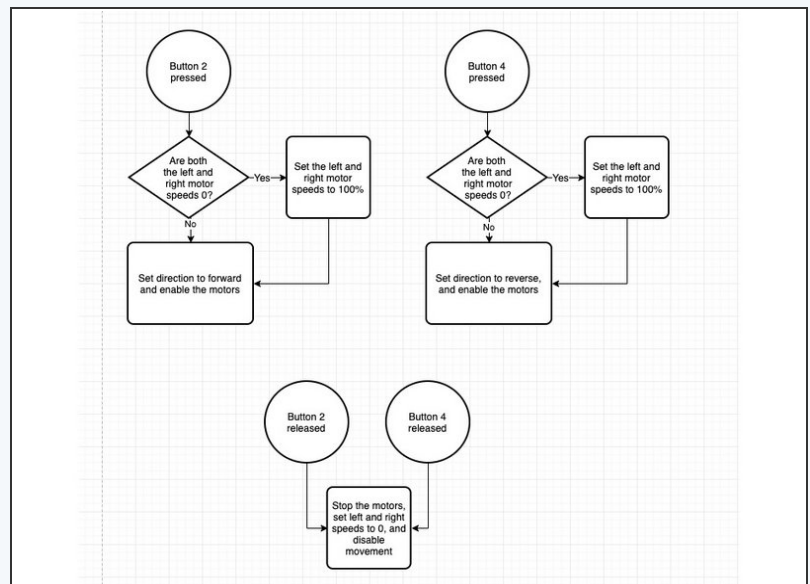 Button 2
pressed
Button 4
pressed
Are both
the left and
right motor
speeds 0?
Yes
Set the left and
right motor
speeds to 100%
Are both
the left and
right motor
speeds 0?
Yes
Set the left and
right motor
speeds to 100%
No
No
Set direction to forward
and enable the motors
Set direction to reverse,
and enable the motors
Button 2
released
Button 4
released
Stop the motors,
set left and right
speeds to 0, and
disable
movement